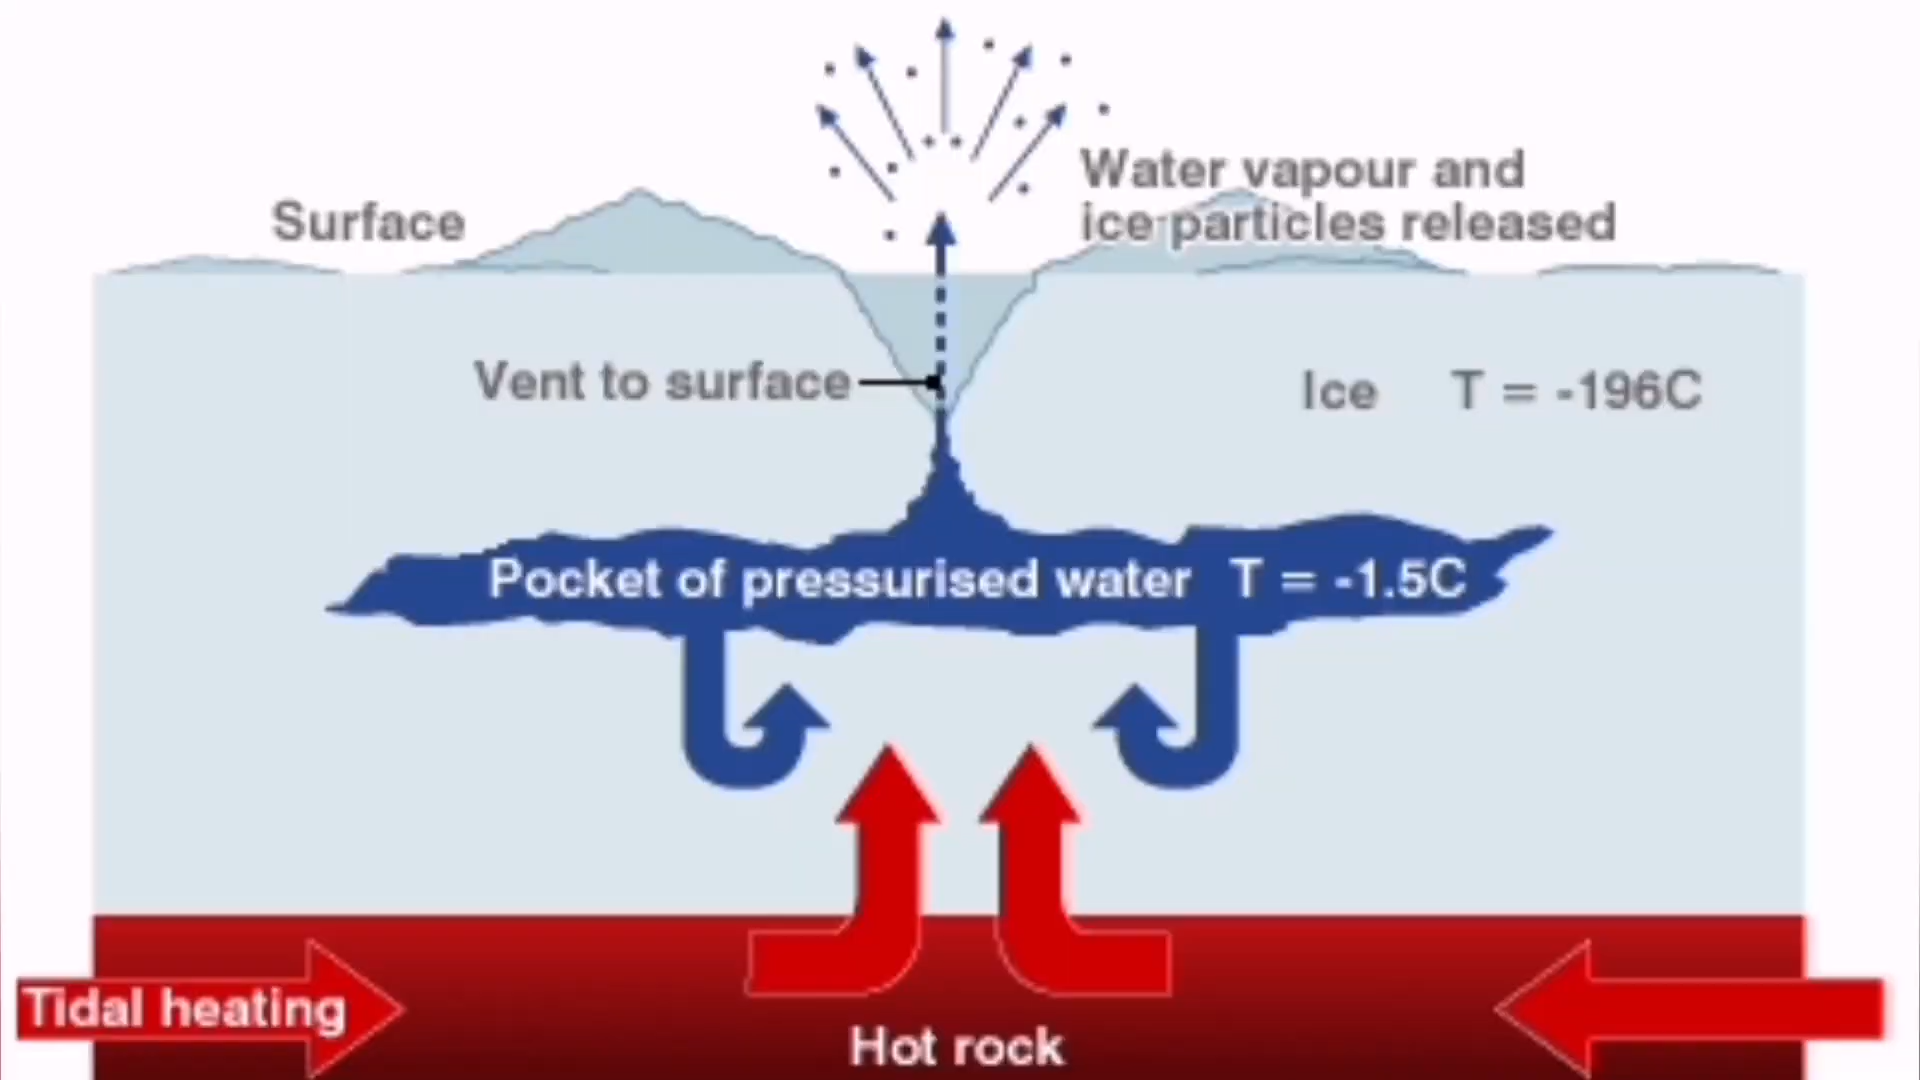 Water vapour and
ice particles released
Surface
Vent to surface
Ice T = -196C
Pocket of pressurised water T = -1.5C
Tidal heating
Hot rock